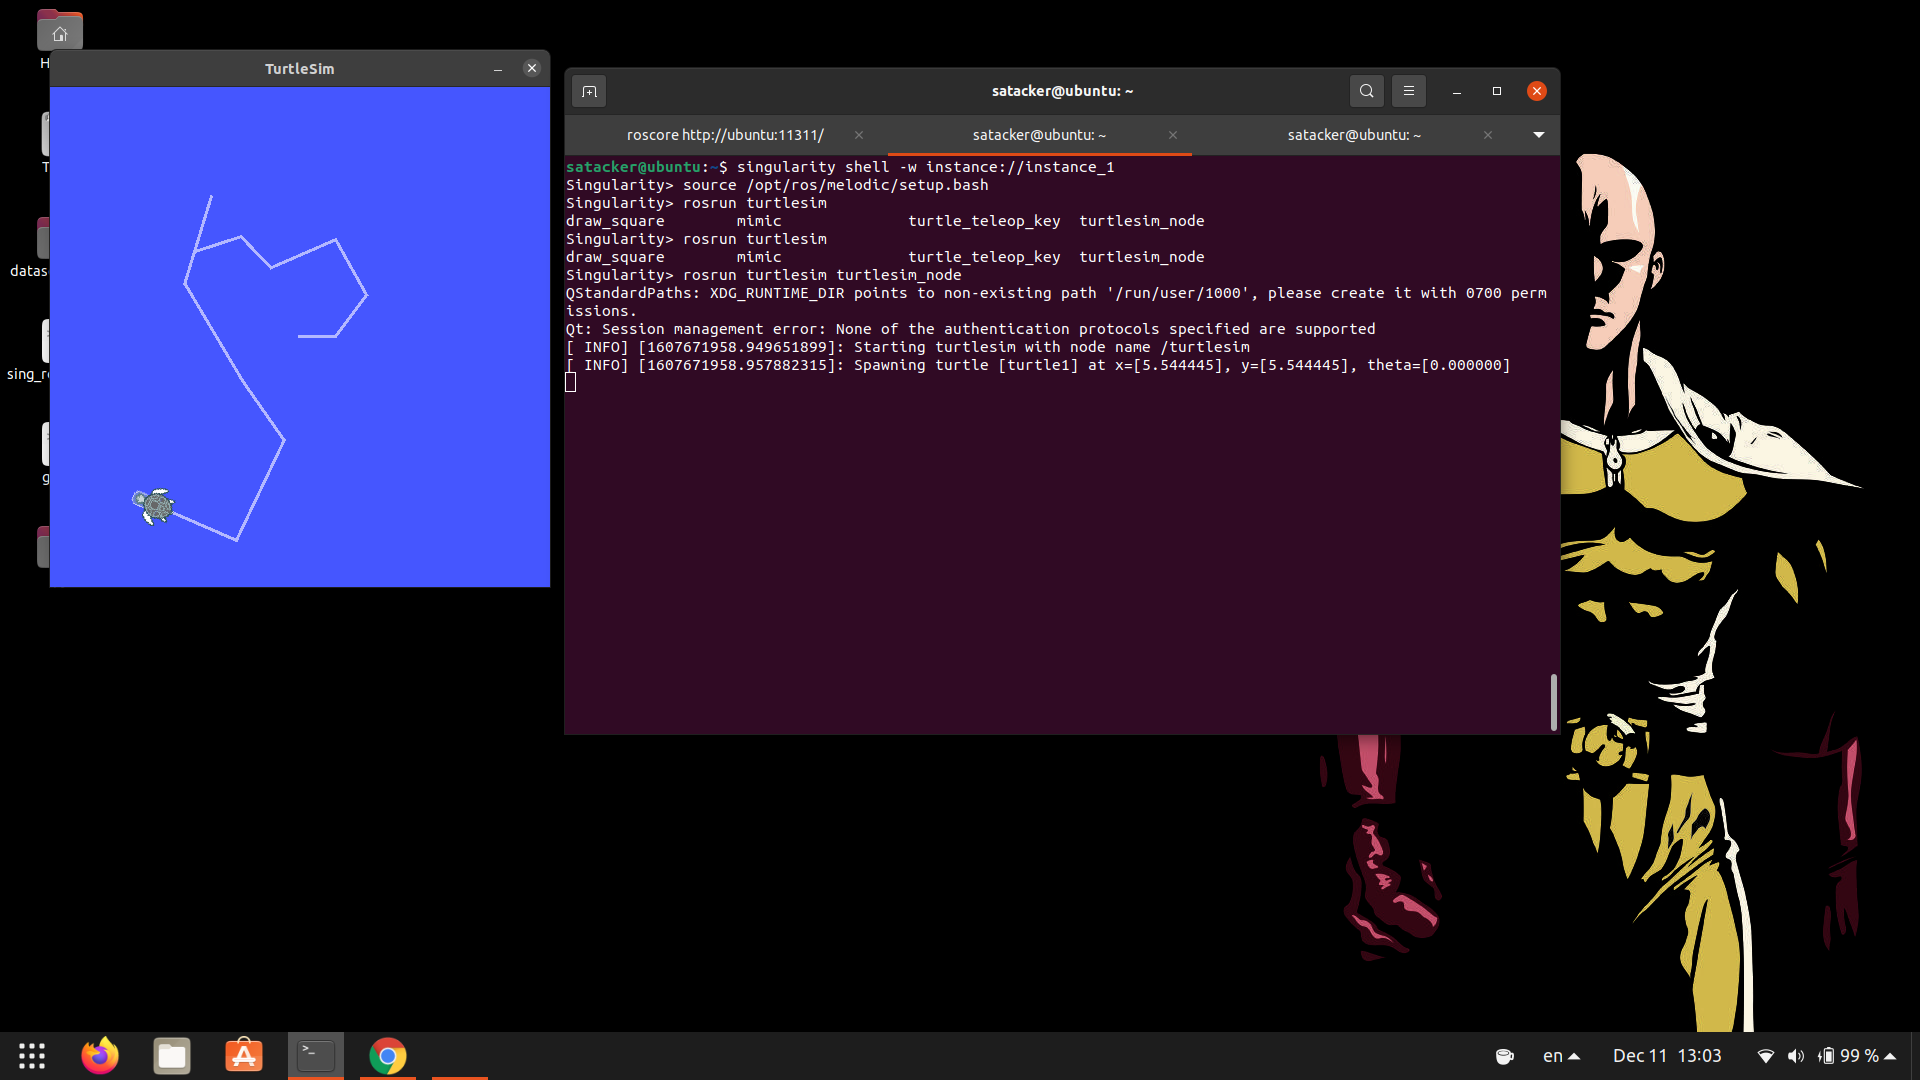 H
T
datas
sing_r
g
TurtleSim
satacker@ubuntu: ~
roscore http://ubuntu:11311/
satacker@ubuntu: ~
satacker@ubuntu: ~
satacker@ubuntu:~$ singularity shell -w instance://instance_1
Singularity> source /opt/ros/melodic/setup.bash
Singularity> rosrun turtlesim
draw_square        mimic              turtle_teleop_key  turtlesim_node
Singularity> rosrun turtlesim
draw_square        mimic              turtle_teleop_key  turtlesim_node
Singularity> rosrun turtlesim turtlesim_node
QStandardPaths: XDG_RUNTIME_DIR points to non-existing path '/run/user/1000', please create it with 0700 perm
issions.
Qt: Session management error: None of the authentication protocols specified are supported
[ INFO] [1607671958.949651899]: Starting turtlesim with node name /turtlesim
[ INFO] [1607671958.957882315]: Spawning turtle [turtle1] at x=[5.544445], y=[5.544445], theta=[0.000000]
en
Dec 11 13:03
99 %